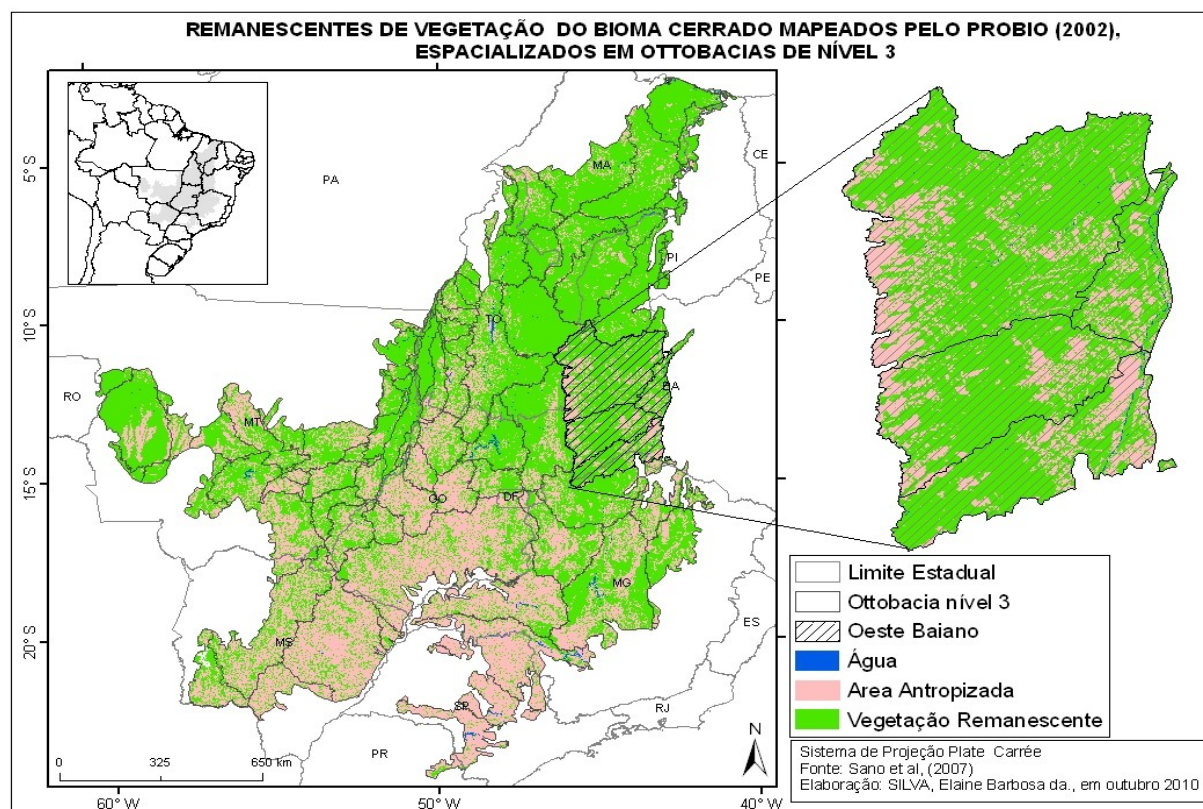 REMANESCENTES DE VEGETAÇÃO DO BIOMA CERRADO MAPEADOS PELO PROBIO (2002),
ESPACIALIZADOS EM OTTOBACIAS DE NÍVEL 3
5°S
10°S
15°S
20°S
PA
MA
CE
PI
PE
TO
BA
RO
MT
GO
DF
MG
ES
MS
SP
RJ
PR
N
0 325 650 km
60°W 50°W 40°W
Limite Estadual
Ottobacia nível 3
Oeste Baiano
Água
Area Antropizada
Vegetação Remanescente
Sistema de Projeção Plate Carrée
Fonte: Sano et al, (2007)
Elaboração: SILVA, Elaine Barbosa da., em outubro 2010